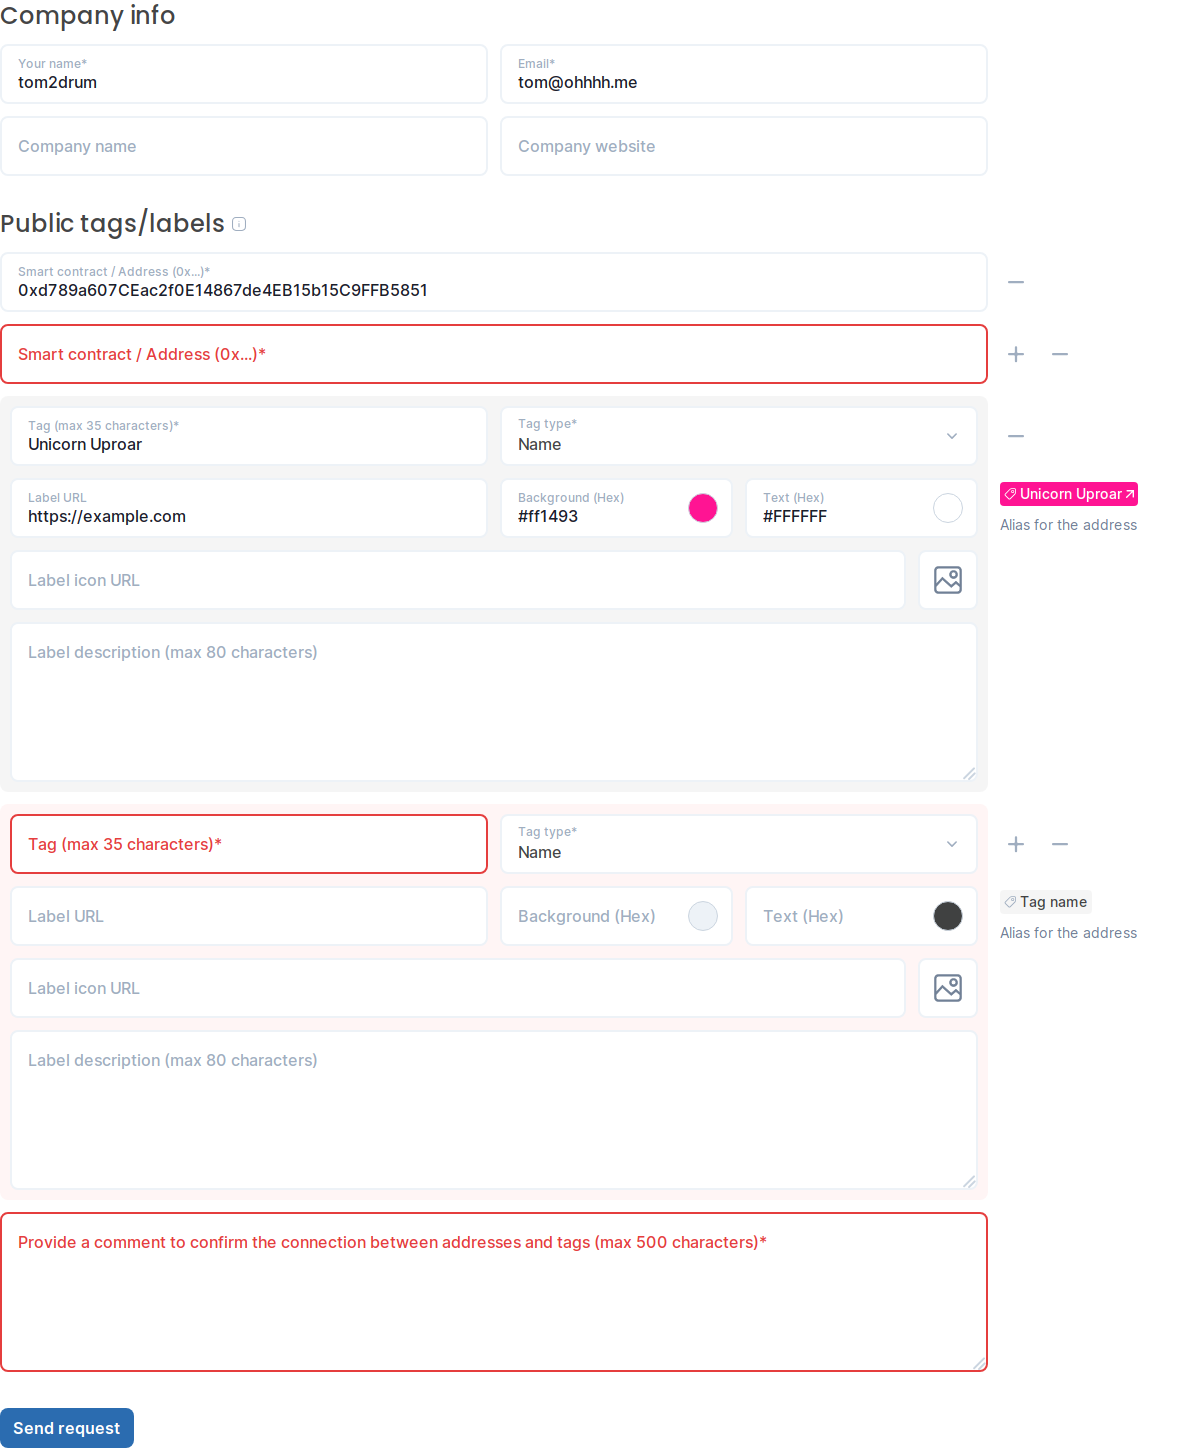 Company info
Your name*
tom2drum
Email*
tom@ohhhh.me
Company name
Company website
Public tags/labels
Smart contract / Address (0x...)*
0xd789a607CEac2f0E14867de4EB15b15C9FFB5851
Smart contract / Address (0x...)*
Tag (max 35 characters)*
Unicorn Uproar
Tag type*
Name
Label URL
https://example.com
Background (Hex)
#ff1493
Text (Hex)
#FFFFFF
Unicorn Uproar
Alias for the address
Label icon URL
Label description (max 80 characters)
Tag (max 35 characters)*
Tag type*
Name
Label URL
Background (Hex)
Text (Hex)
Tag name
Alias for the address
Label icon URL
Label description (max 80 characters)
Provide a comment to confirm the connection between addresses and tags (max 500 characters)*
Send request